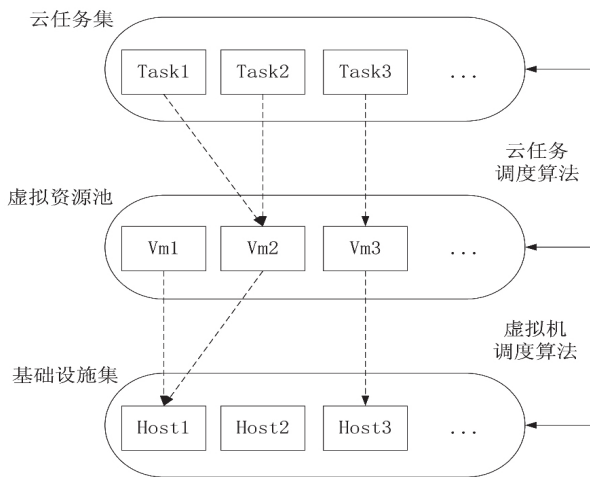 云任务集
Task1 Task2 Task3 ...
云任务
调度算法
虚拟资源池
Vm1 Vm2 Vm3 ...
虚拟机
调度算法
基础设施集
Host1 Host2 Host3 ...